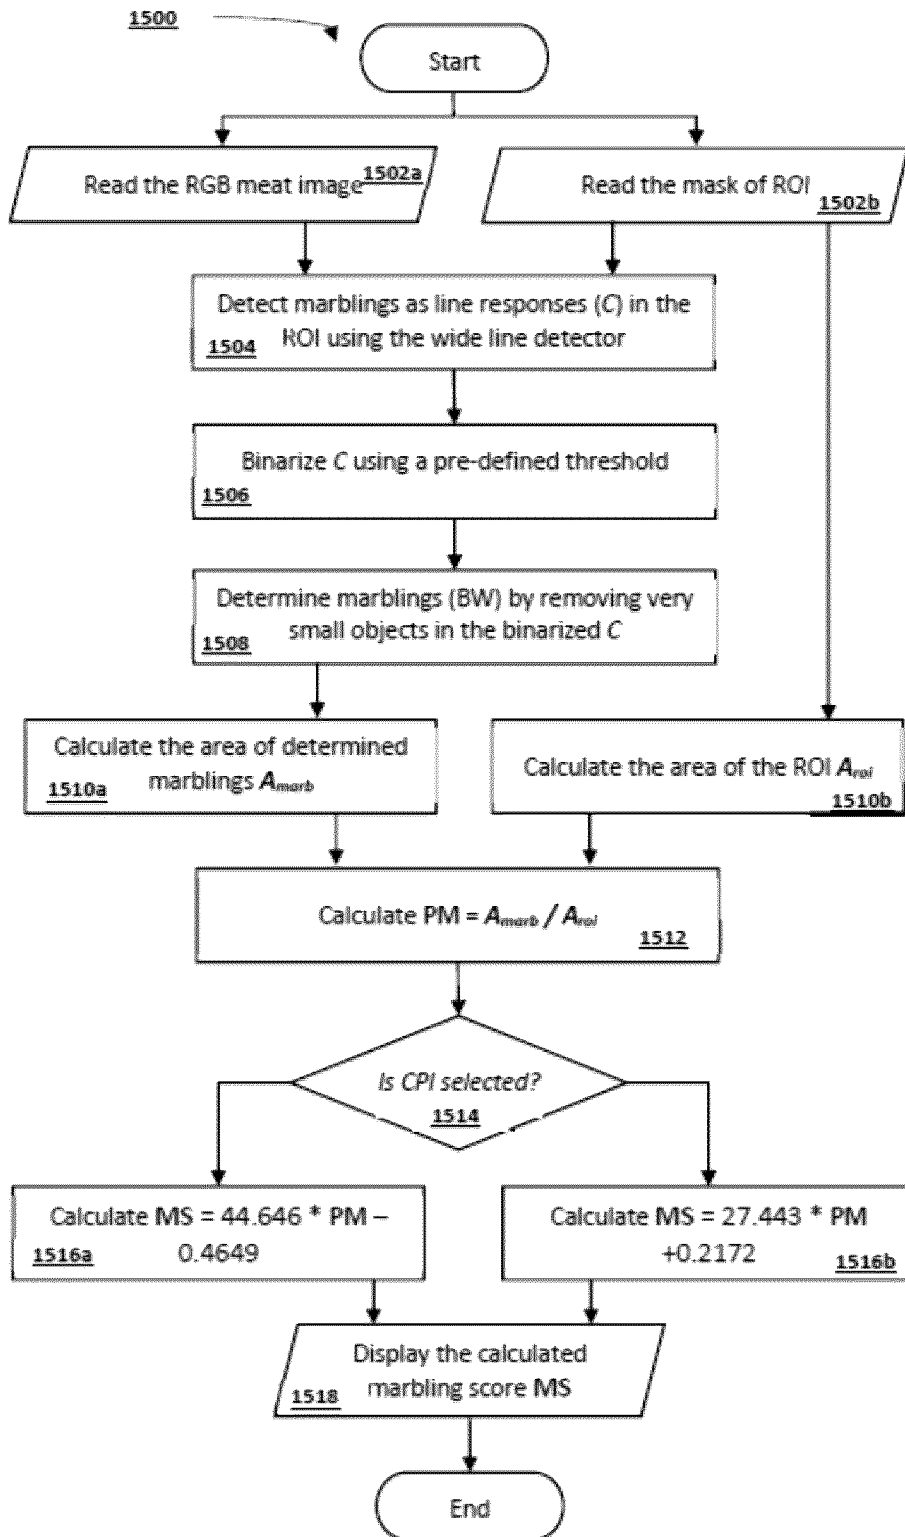 1500
Start
Read the RGB meat image
1502a
Read the mask of ROI
1502b
Detect marblings as line responses (C) in the
ROI using the wide line detector
1504
Binarize C using a pre-defined threshold
1506
Determine marblings (BW) by removing very
small objects in the binarized C
1508
Calculate the area of determined
marblings A_marb
1510a
Calculate the area of the ROI A_roi
1510b
Calculate PM = A_marb / A_roi
1512
Is CPI selected?
1514
Calculate MS = 44.646 * PM –
0.4649
1516a
Calculate MS = 27.443 * PM
+0.2172
1516b
Display the calculated
marbling score MS
1518
End